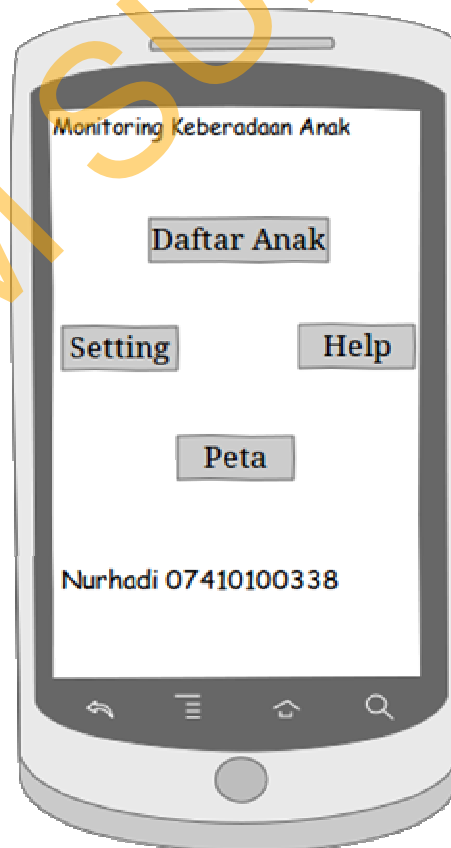 Monitoring Keberadaan Anak
Daftar Anak
Setting
Help
Peta
Nurhadi 07410100338